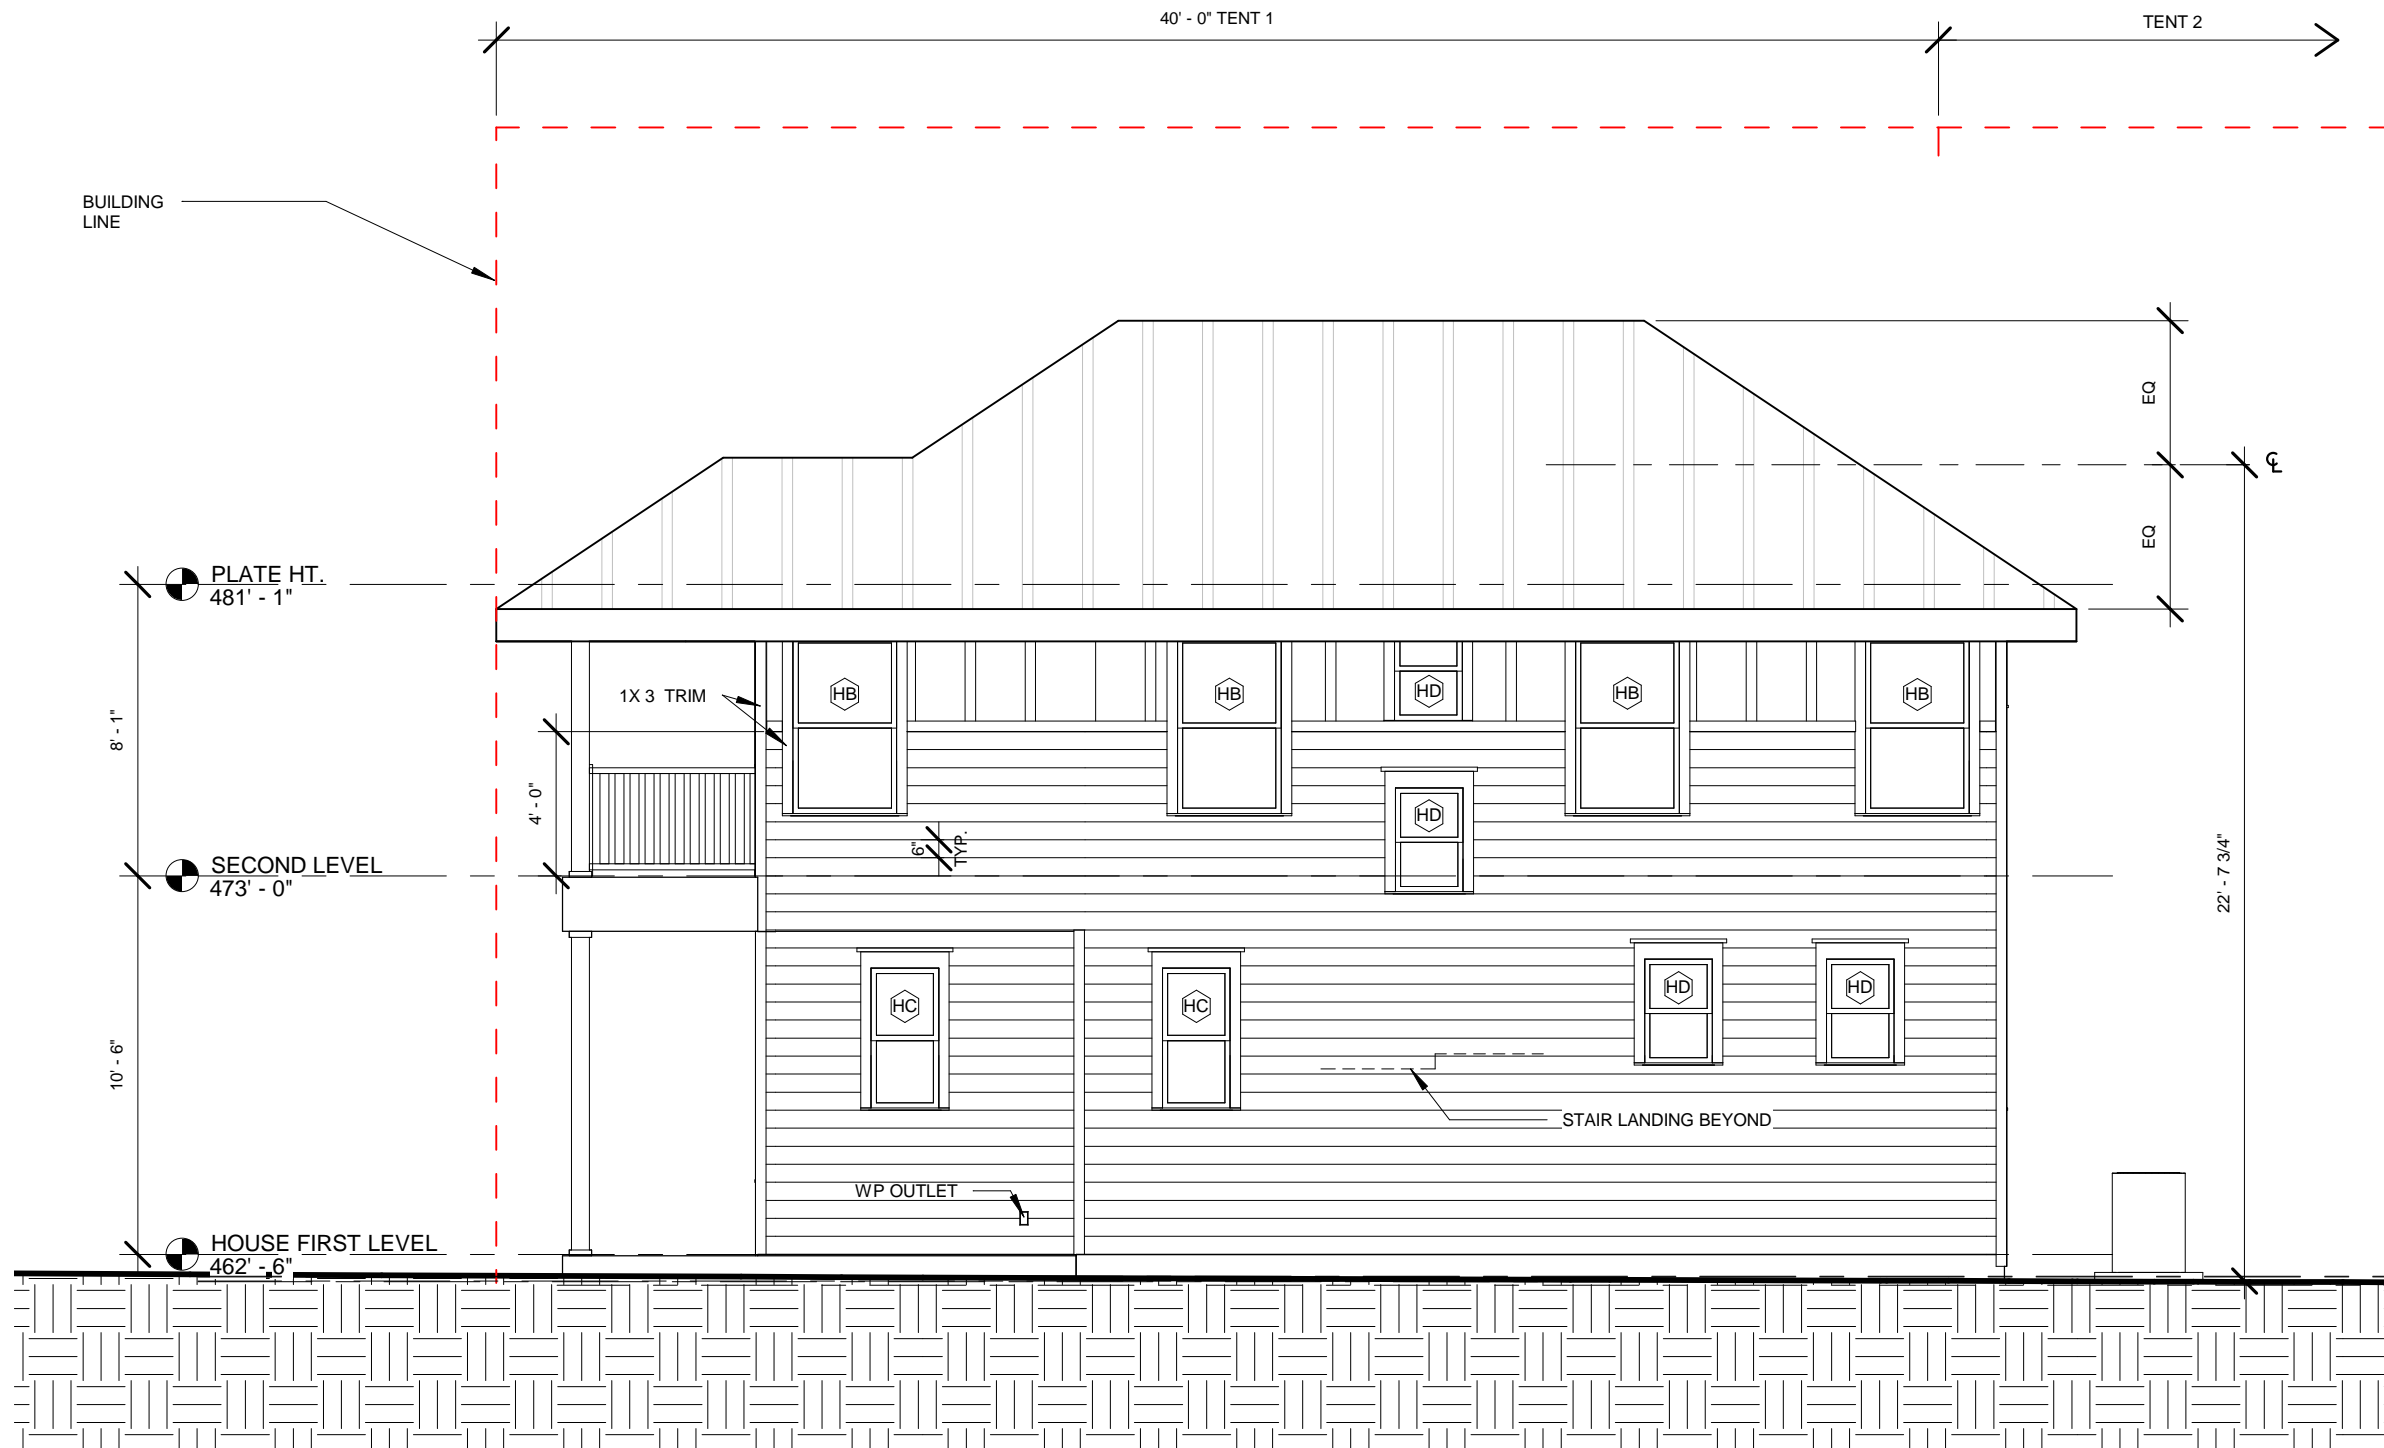 40' - 0" TENT 1
TENT 2
BUILDING
LINE
EQ
℄
EQ
PLATE HT.
481' - 1"
HB
HB
HD
HB
HB
1X 3  TRIM
8' - 1"
4' - 0"
HD
6"
TYP.
SECOND LEVEL
473' - 0"
22' - 7 3/4"
HC
HC
HD
HD
10' - 6"
STAIR LANDING BEYOND
WP OUTLET
HOUSE FIRST LEVEL
462' - 6"